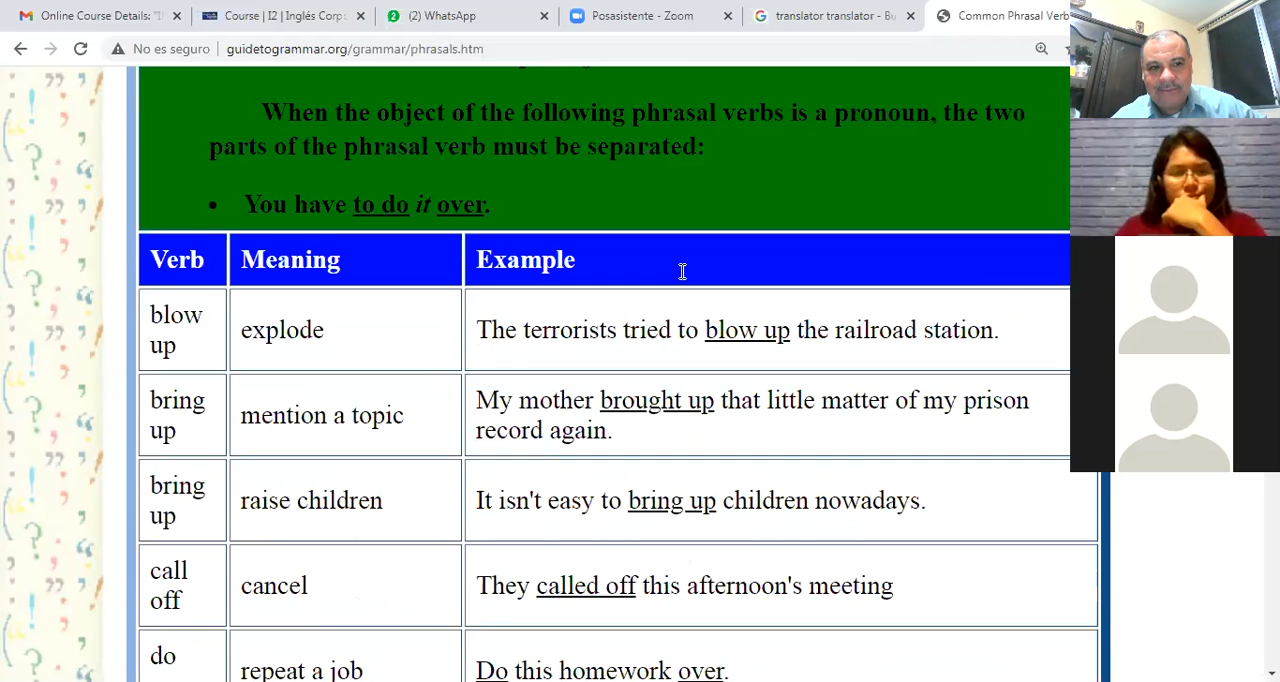 Online Course Details: "I
Course | I2 | Inglés Corp
(2) WhatsApp
Posasistente - Zoom
translator translator - Bu
Common Phrasal Verb
No es seguro
guidetogrammar.org/grammar/phrasals.htm
When the object of the following phrasal verbs is a pronoun, the two
parts of the phrasal verb must be separated:
• You have to do it over.
Verb Meaning Example
blow
up
explode
The terrorists tried to blow up the railroad station.
bring
up
mention a topic
My mother brought up that little matter of my prison
record again.
bring
up
raise children
It isn't easy to bring up children nowadays.
call
off
cancel
They called off this afternoon's meeting
do
repeat a job
Do this homework over.